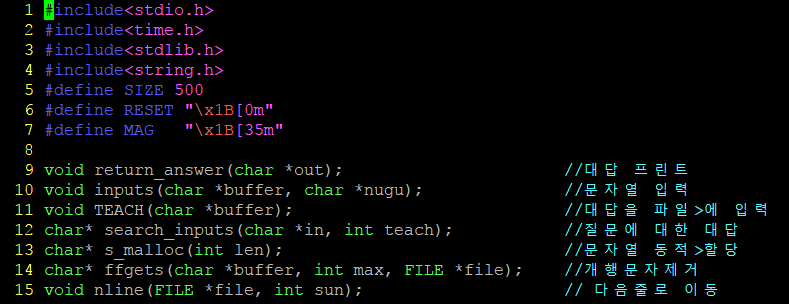 1 #include<stdio.h>
2 #include<time.h>
3 #include<stdlib.h>
4 #include<string.h>
5 #define SIZE 500
6 #define RESET "\x1B[0m"
7 #define MAG   "\x1B[35m"
8
9 void return_answer(char *out);                      //대답 프린트
10 void inputs(char *buffer, char *nugu);              //문자열 입력
11 void TEACH(char *buffer);                           //대답을 파일>에 입력
12 char* search_inputs(char *in, int teach);           //질문에 대한 대답
13 char* s_malloc(int len);                            //문자열 동적>할당
14 char* ffgets(char *buffer, int max, FILE *file);    //개행문자제거
15 void nline(FILE *file, int sun);                    // 다음줄로 이동